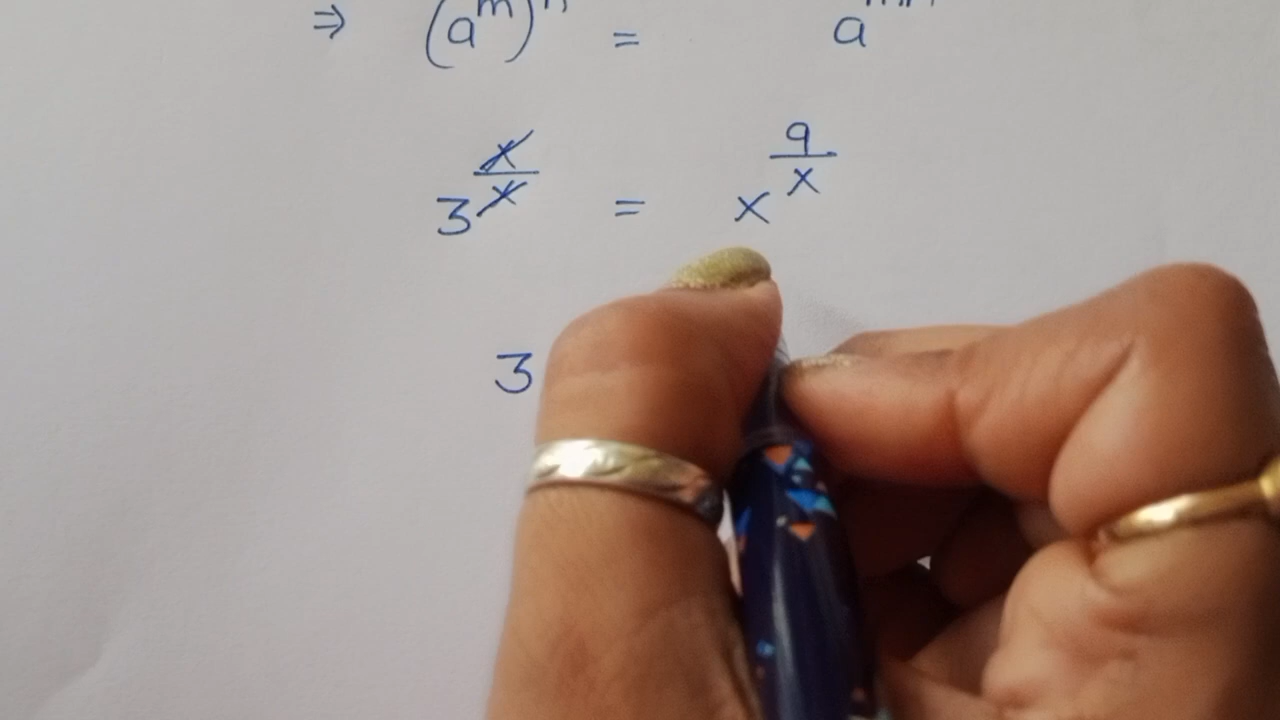 ⇒ (a^m)^n = a^mn
3^(x/x) = x^(9/x)
3